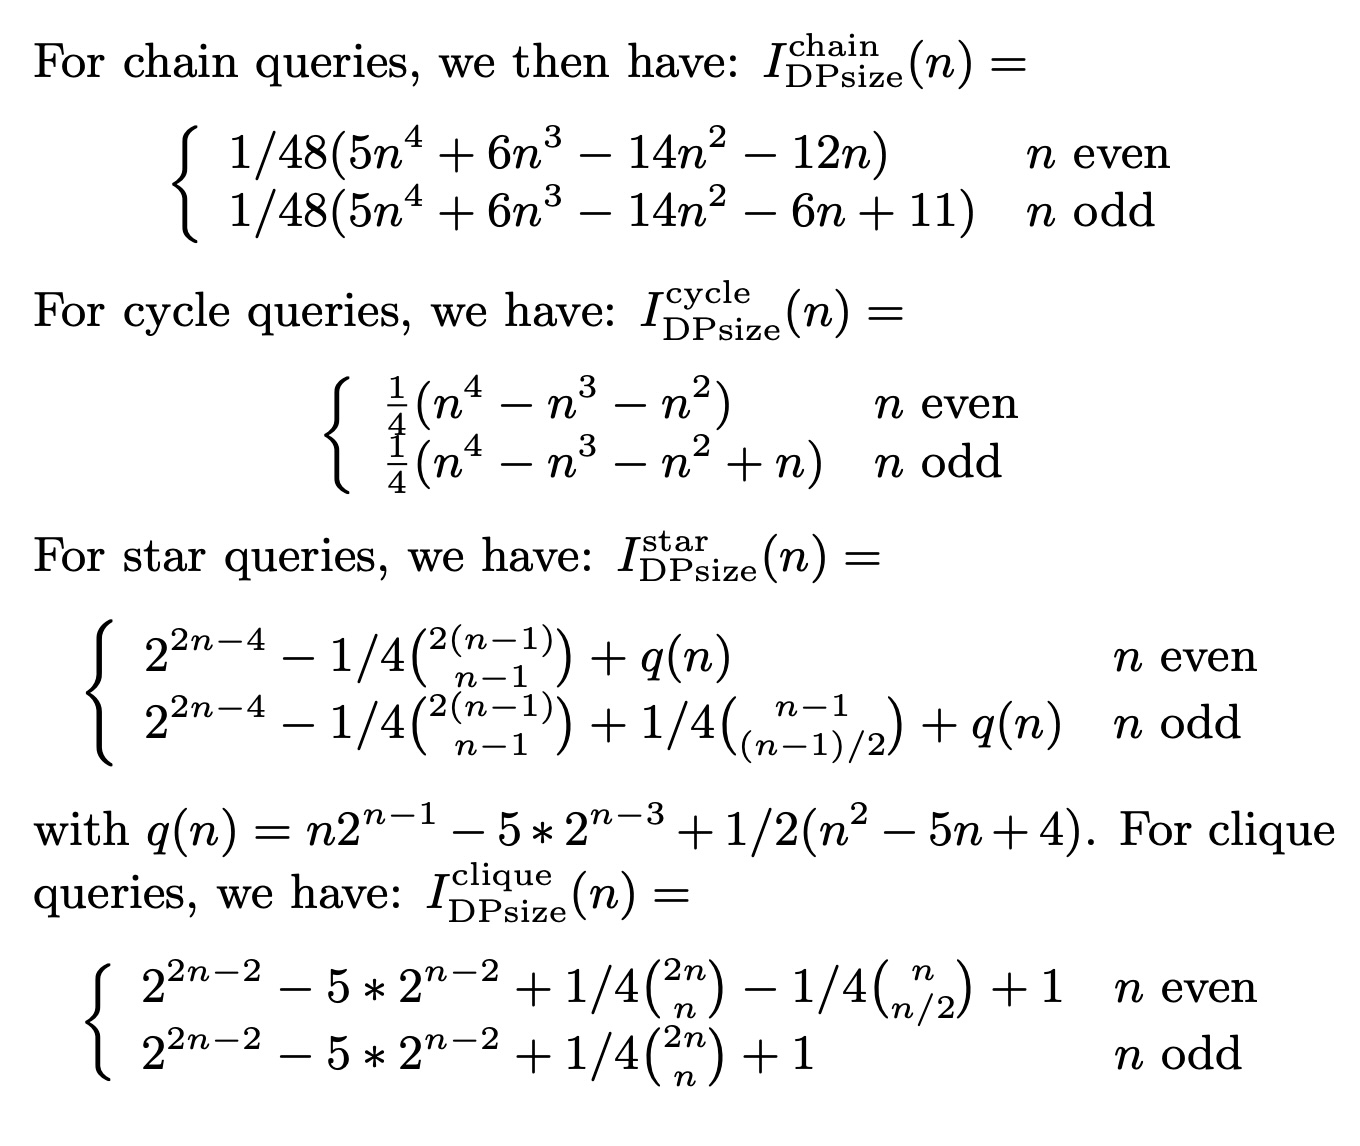 For chain queries, we then have: $I_{\text{DPsize}}^{\text{chain}}(n) =$
$\begin{cases} 1/48(5n^4 + 6n^3 - 14n^2 - 12n) & n \text{ even} \\ 1/48(5n^4 + 6n^3 - 14n^2 - 6n + 11) & n \text{ odd} \end{cases}$
For cycle queries, we have: $I_{\text{DPsize}}^{\text{cycle}}(n) =$
$\begin{cases} \frac{1}{4}(n^4 - n^3 - n^2) & n \text{ even} \\ \frac{1}{4}(n^4 - n^3 - n^2 + n) & n \text{ odd} \end{cases}$
For star queries, we have: $I_{\text{DPsize}}^{\text{star}}(n) =$
$\begin{cases} 2^{2n-4} - 1/4\binom{2(n-1)}{n-1} + q(n) & n \text{ even} \\ 2^{2n-4} - 1/4\binom{2(n-1)}{n-1} + 1/4\binom{n-1}{(n-1)/2} + q(n) & n \text{ odd} \end{cases}$
with $q(n) = n2^{n-1} - 5 * 2^{n-3} + 1/2(n^2 - 5n + 4)$. For clique
queries, we have: $I_{\text{DPsize}}^{\text{clique}}(n) =$
$\begin{cases} 2^{2n-2} - 5 * 2^{n-2} + 1/4\binom{2n}{n} - 1/4\binom{n}{n/2} + 1 & n \text{ even} \\ 2^{2n-2} - 5 * 2^{n-2} + 1/4\binom{2n}{n} + 1 & n \text{ odd} \end{cases}$